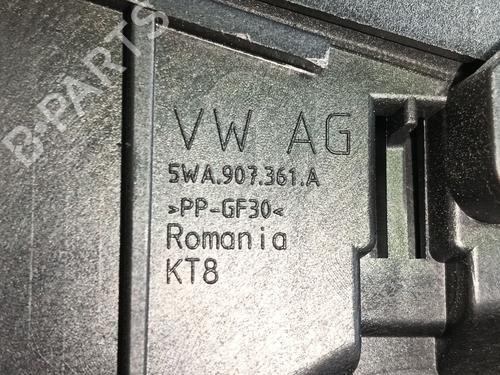 B-PARTS
VW AG
5WA.907.361.A
>PP-GF30<
Romania
KT8